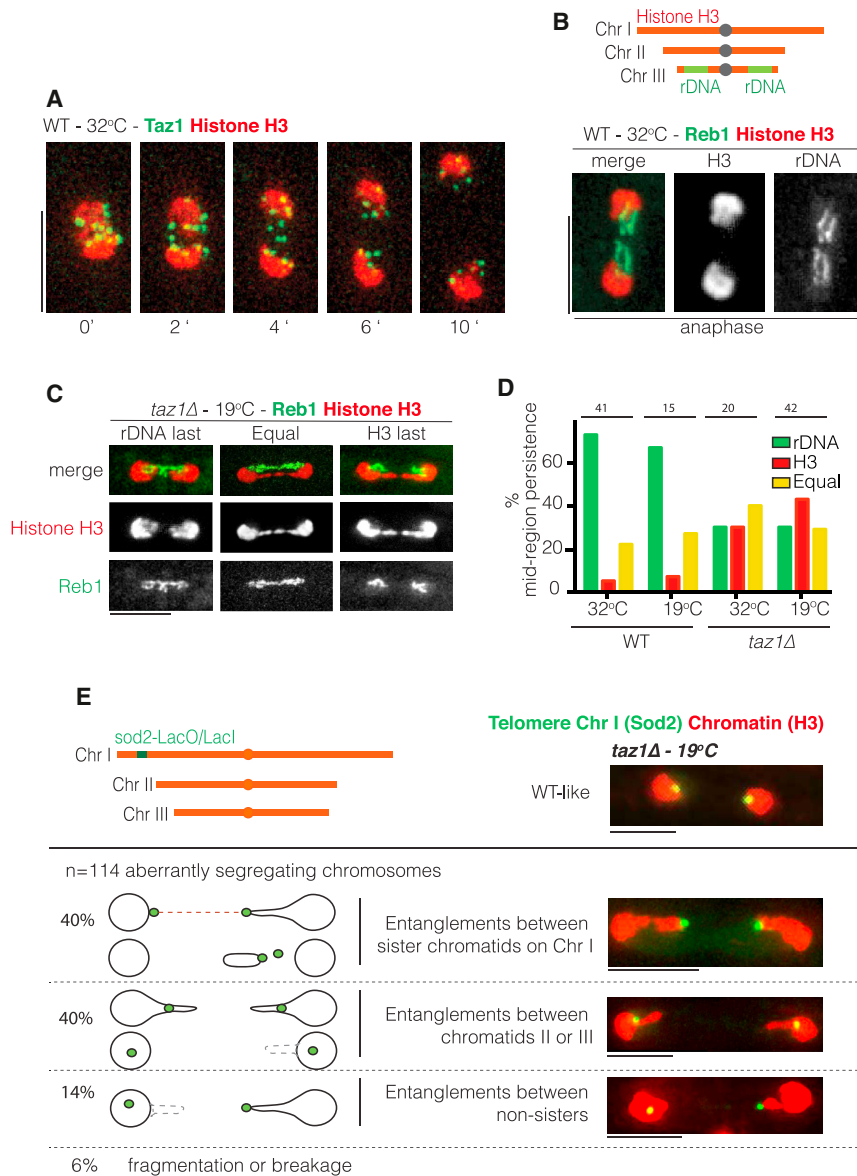 A
WT - 32°C - Taz1 Histone H3
0'
2 '
4 '
6 '
10 '
B
Histone H3
Chr I
Chr II
Chr III
rDNA rDNA
WT - 32°C - Reb1 Histone H3
merge H3 rDNA
anaphase
C
taz1Δ - 19°C - Reb1 Histone H3
rDNA last Equal H3 last
merge
Histone H3
Reb1
D
41 15 20 42
% mid-region persistence
60
40
20
0
rDNA
H3
Equal
32°C 19°C 32°C 19°C
WT taz1Δ
E
sod2-LacO/LacI
Chr I
Chr II
Chr III
Telomere Chr I (Sod2) Chromatin (H3)
taz1Δ - 19°C
WT-like
n=114 aberrantly segregating chromosomes
40%
Entanglements between
sister chromatids on Chr I
40%
Entanglements between
chromatids II or III
14%
Entanglements between
non-sisters
6% fragmentation or breakage